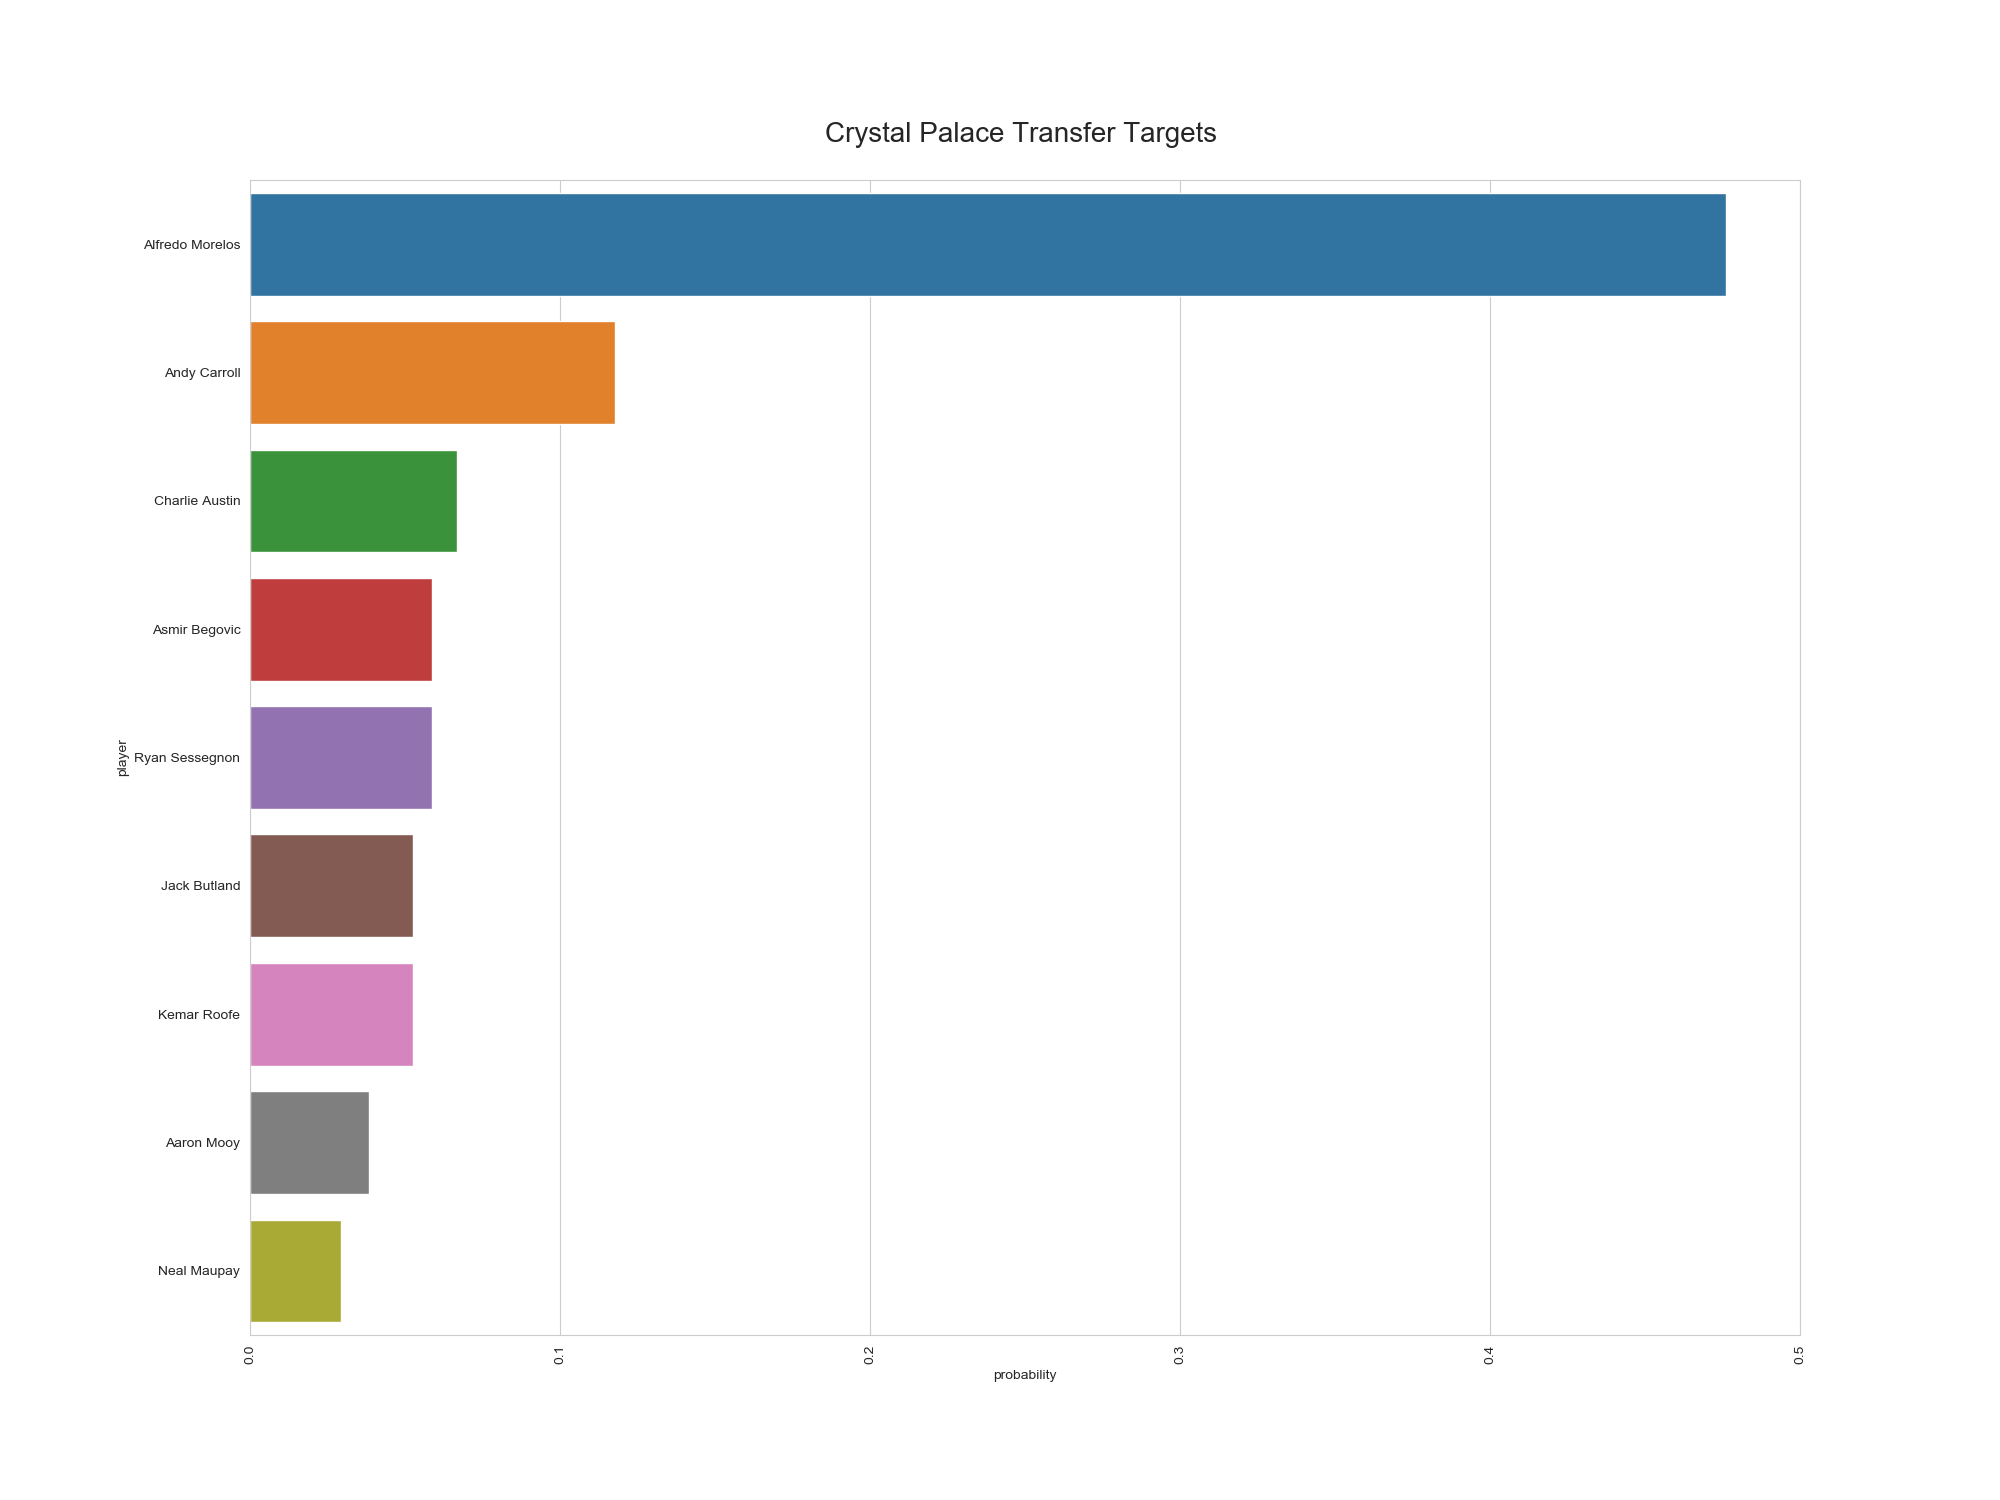 Crystal Palace Transfer Targets
Alfredo Morelos
Andy Carroll
Charlie Austin
Asmir Begovic
Ryan Sessegnon
Jack Butland
Kemar Roofe
Aaron Mooy
Neal Maupay
player
0.0 0.1 0.2 0.3 0.4 0.5
probability